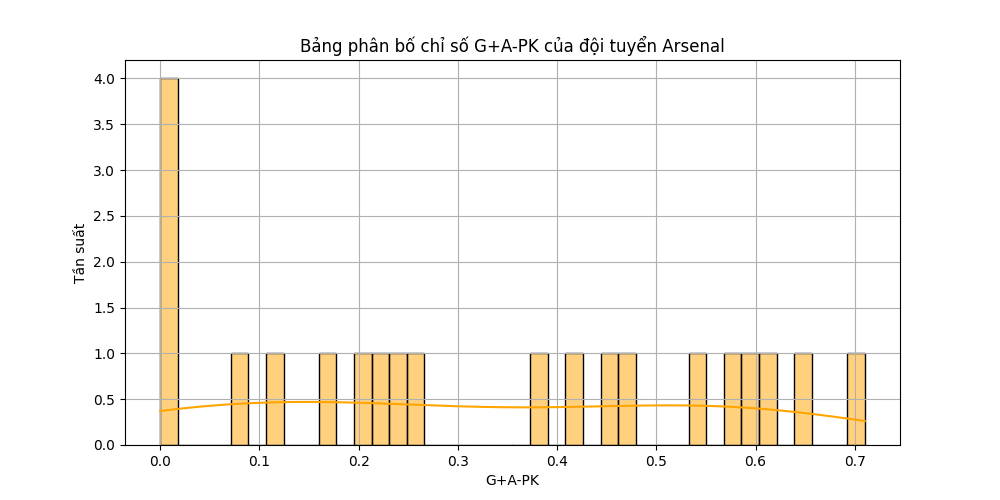 Bảng phân bố chỉ số G+A-PK của đội tuyển Arsenal
Tần suất
4.0
3.5
3.0
2.5
2.0
1.5
1.0
0.5
0.0
0.0 0.1 0.2 0.3 0.4 0.5 0.6 0.7
G+A-PK